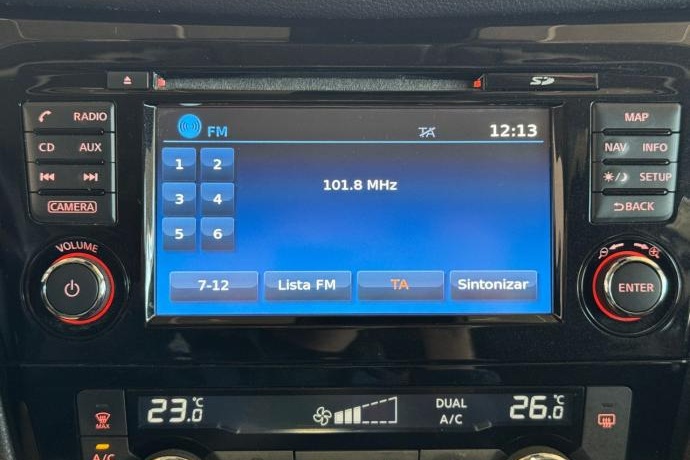 SD
RADIO
MAP
FM
TA
12:13
CD AUX
1 2
NAV INFO
101.8 MHz
3 4
SETUP
CAMERA
BACK
5 6
VOLUME
7-12
Lista FM
TA
Sintonizar
ENTER
23.0 °C
DUAL
A/C
26.0 °C
MAX
A/C